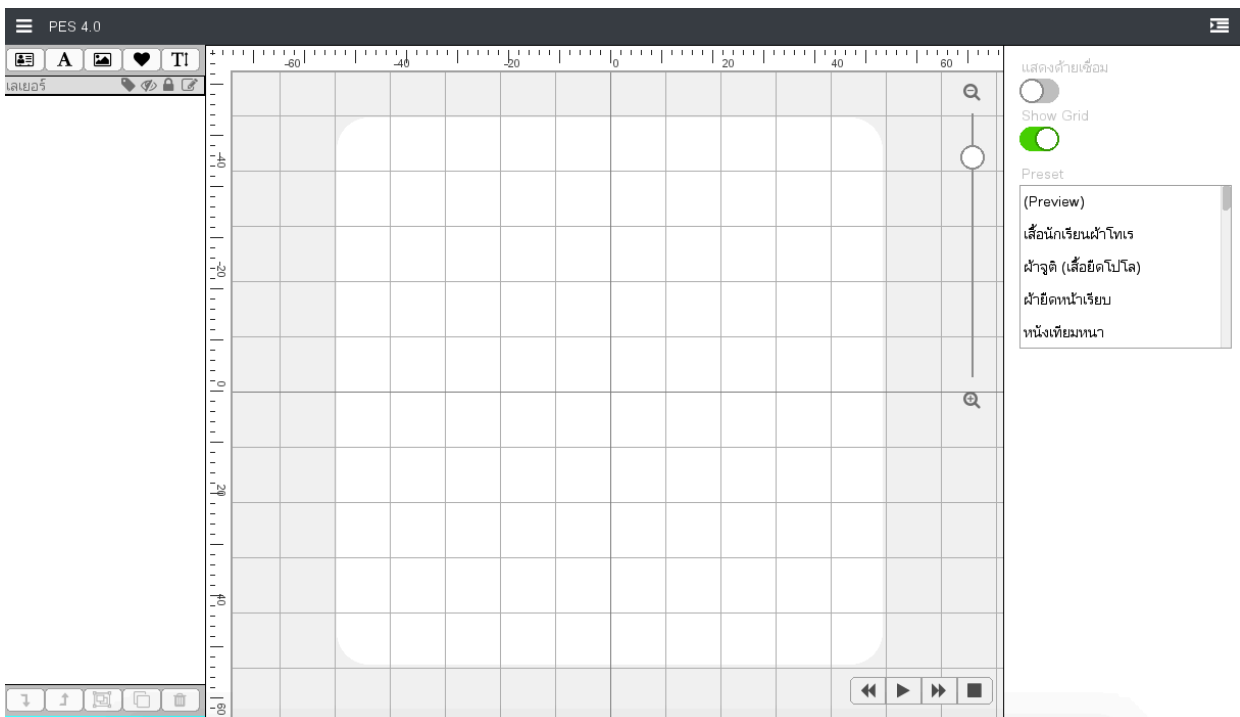 PES 4.0
A
T
-60 -40 -20 0 20 40 60
เลเยอร์
-40
-20
0
20
40
60
แสดงด้ายเชื่อม
Show Grid
Preset
(Preview)
เสื้อนักเรียนผ้าโทเร
ผ้าจูติ (เสื้อยืดโปโล)
ผ้ายืดหน้าเรียบ
หนังเทียมหนา